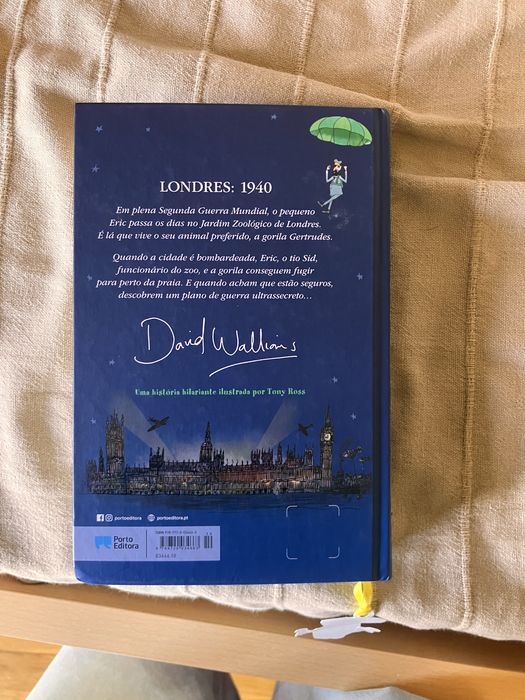 LONDRES: 1940
Em plena Segunda Guerra Mundial, o pequeno
Eric passa os dias no Jardim Zoológico de Londres.
É lá que vive o seu animal preferido, a gorila Gertrudes.
Quando a cidade é bombardeada, Eric, o tio Sid,
funcionário do zoo, e a gorila conseguem fugir
para perto da praia. E quando acham que estão seguros,
descobrem um plano de guerra ultrassecreto...
David Walliams
Uma história hilariante ilustrada por Tony Ross
portoeditora
portoeditora.pt
Porto
Editora